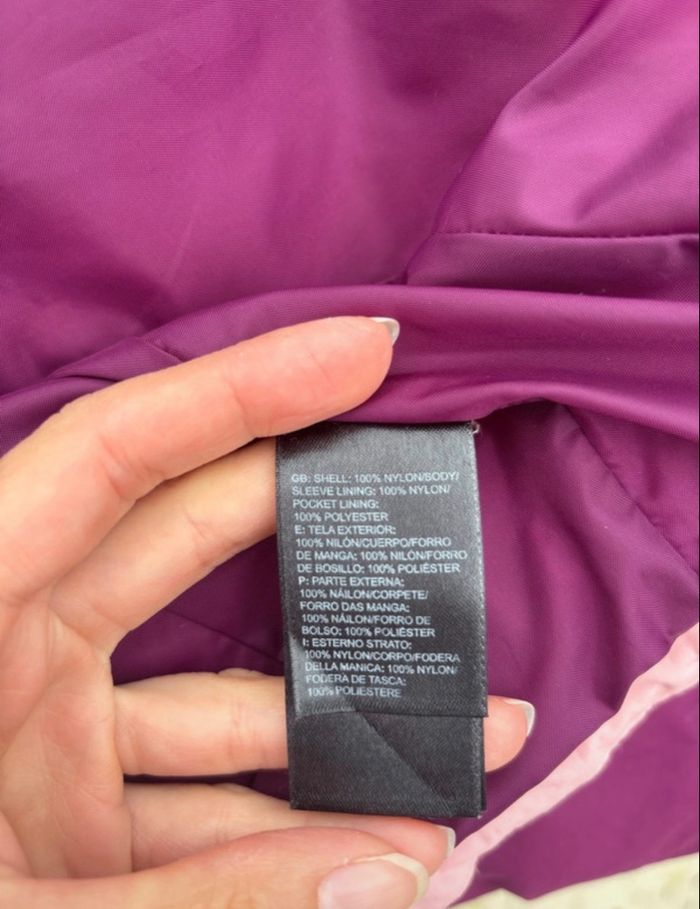 GB: SHELL: 100% NYLON/BODY/
SLEEVE LINING: 100% NYLON/
POCKET LINING:
100% POLYESTER
E: TELA EXTERIOR:
100% NILÓN/CUERPO/FORRO
DE MANGA: 100% NILÓN/FORRO
DE BOSILLO: 100% POLIÉSTER
P: PARTE EXTERNA:
100% NÁILON/CORPETE/
FORRO DAS MANGA:
100% NÁILON/FORRO DE
BOLSO: 100% POLIÉSTER
I: ESTERNO STRATO:
100% NYLON/CORPO/FODERA
DELLA MANICA: 100% NYLON/
FODERA DE TASCA:
100% POLIESTERE